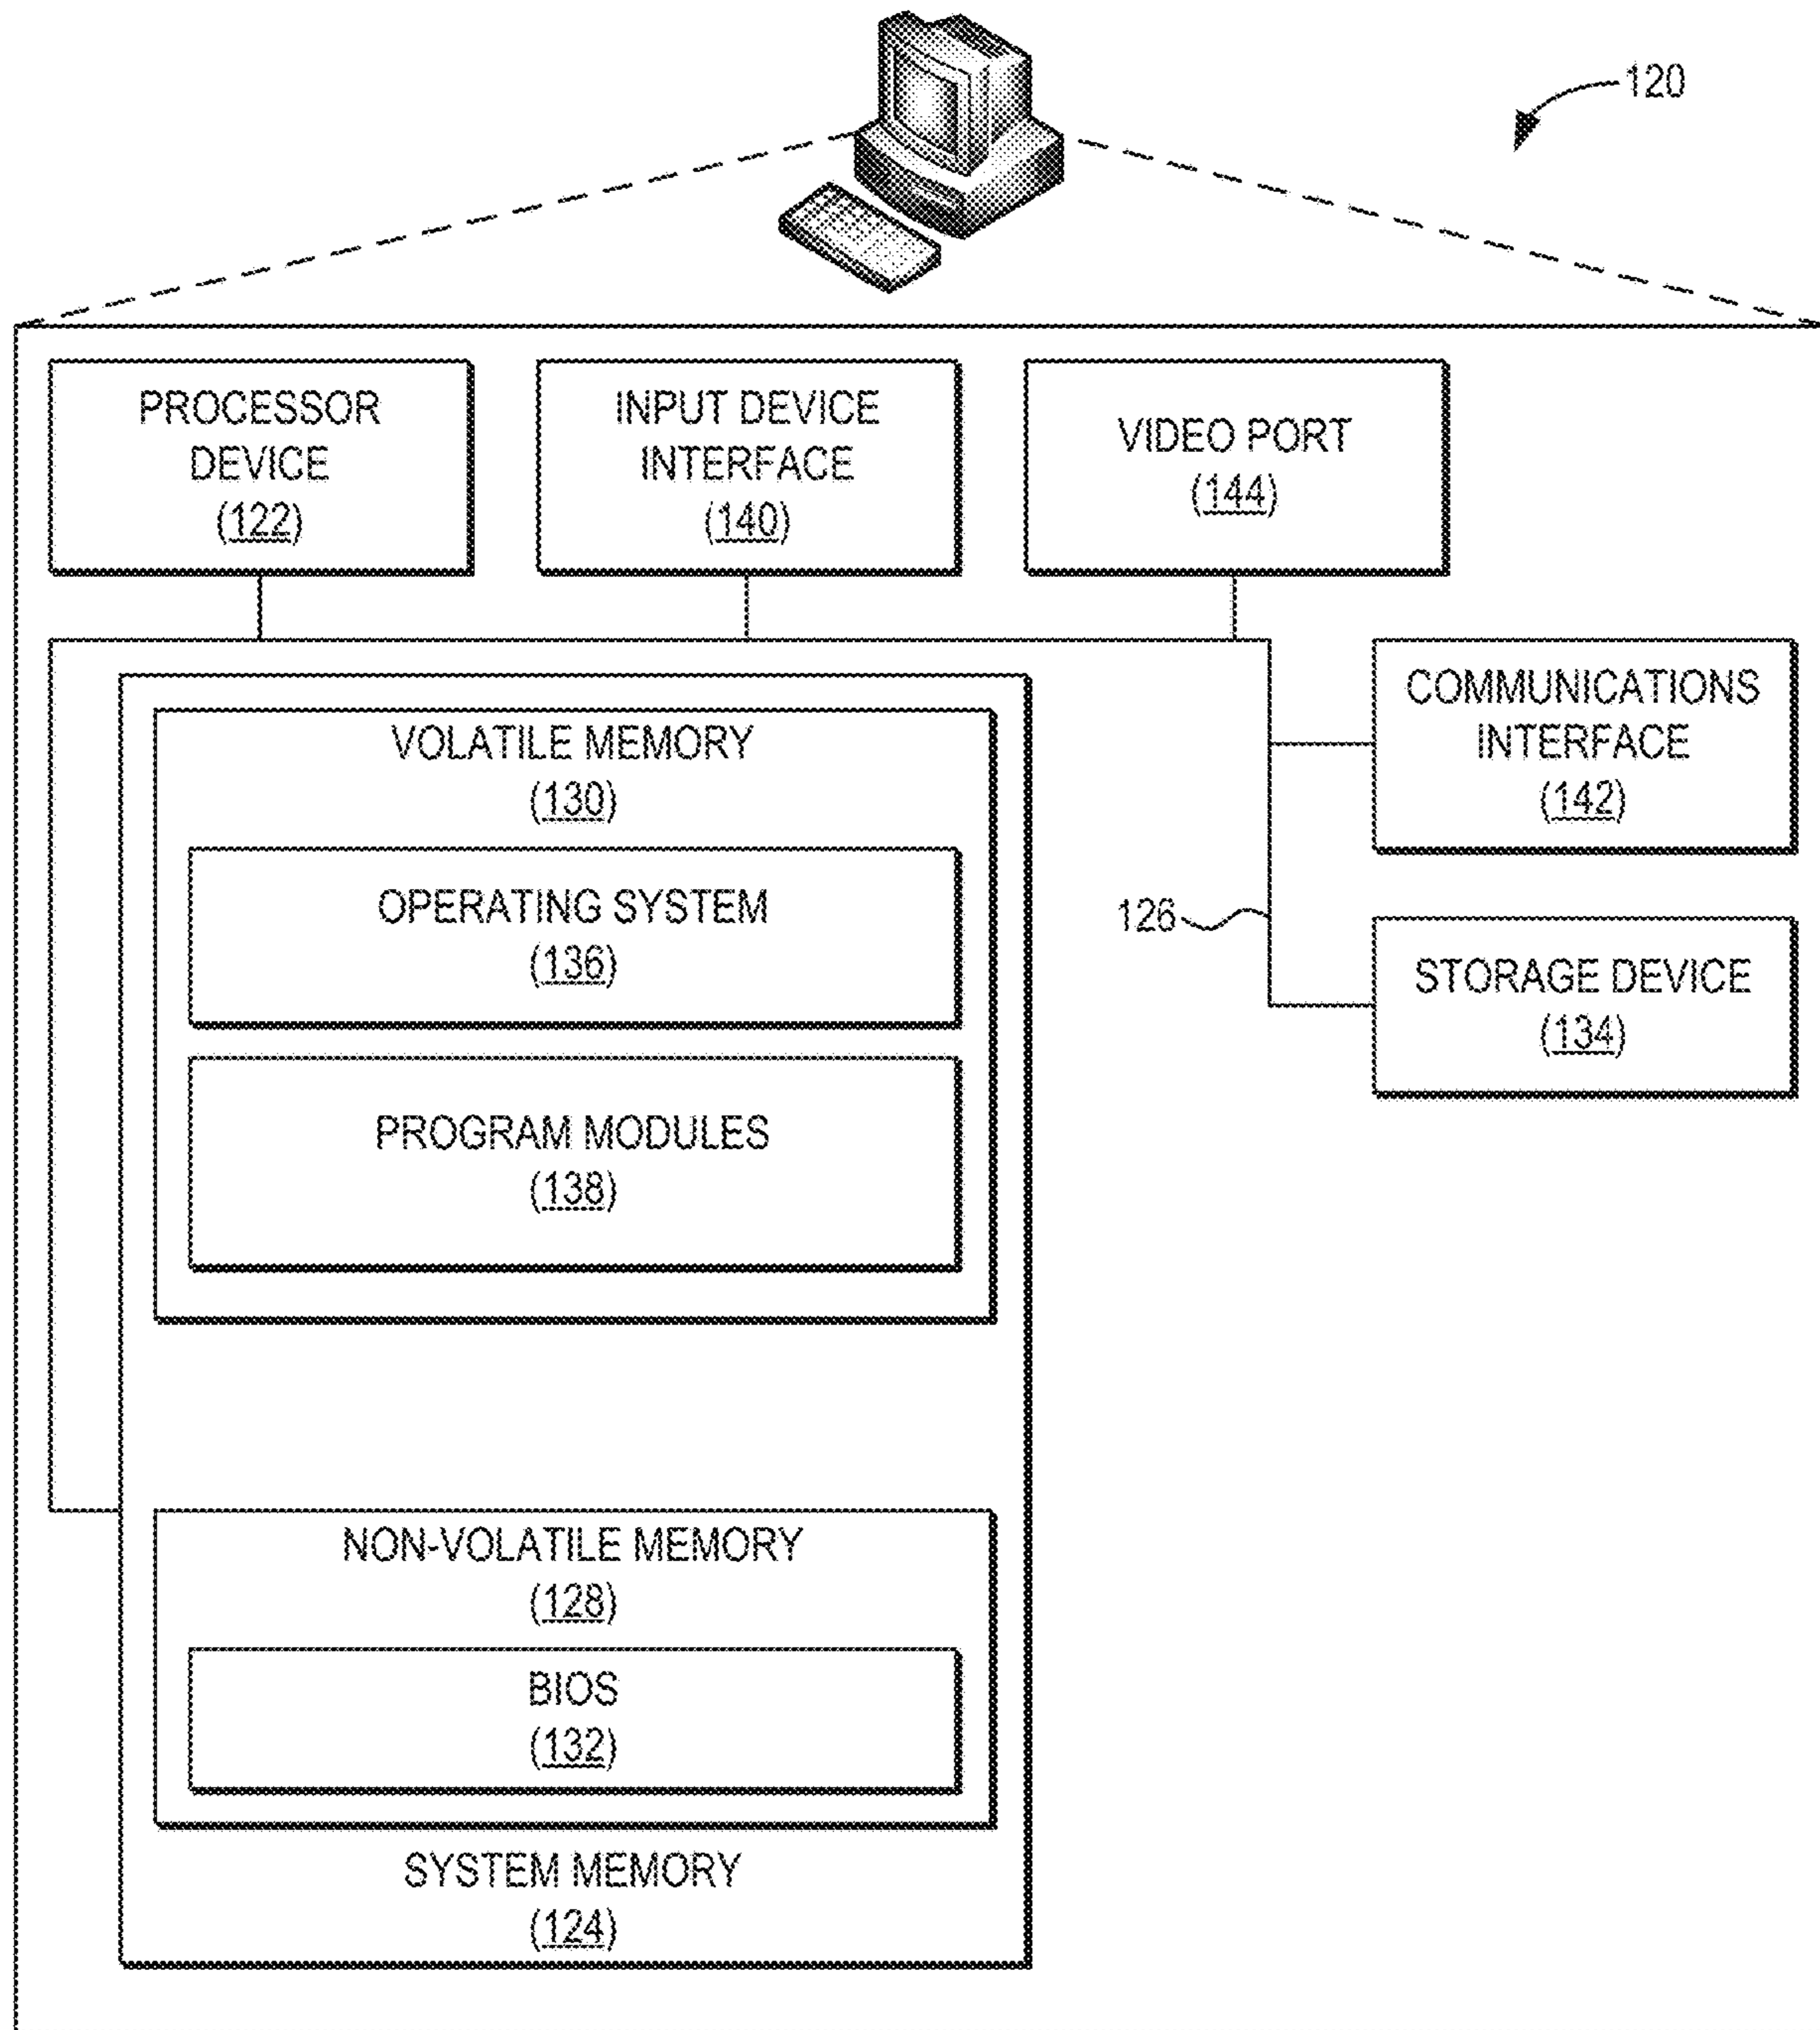 120
PROCESSOR
DEVICE
(122)
INPUT DEVICE
INTERFACE
(140)
VIDEO PORT
(144)
COMMUNICATIONS
INTERFACE
(142)
VOLATILE MEMORY
(130)
OPERATING SYSTEM
(136)
126
STORAGE DEVICE
(134)
PROGRAM MODULES
(138)
NON-VOLATILE MEMORY
(128)
BIOS
(132)
SYSTEM MEMORY
(124)